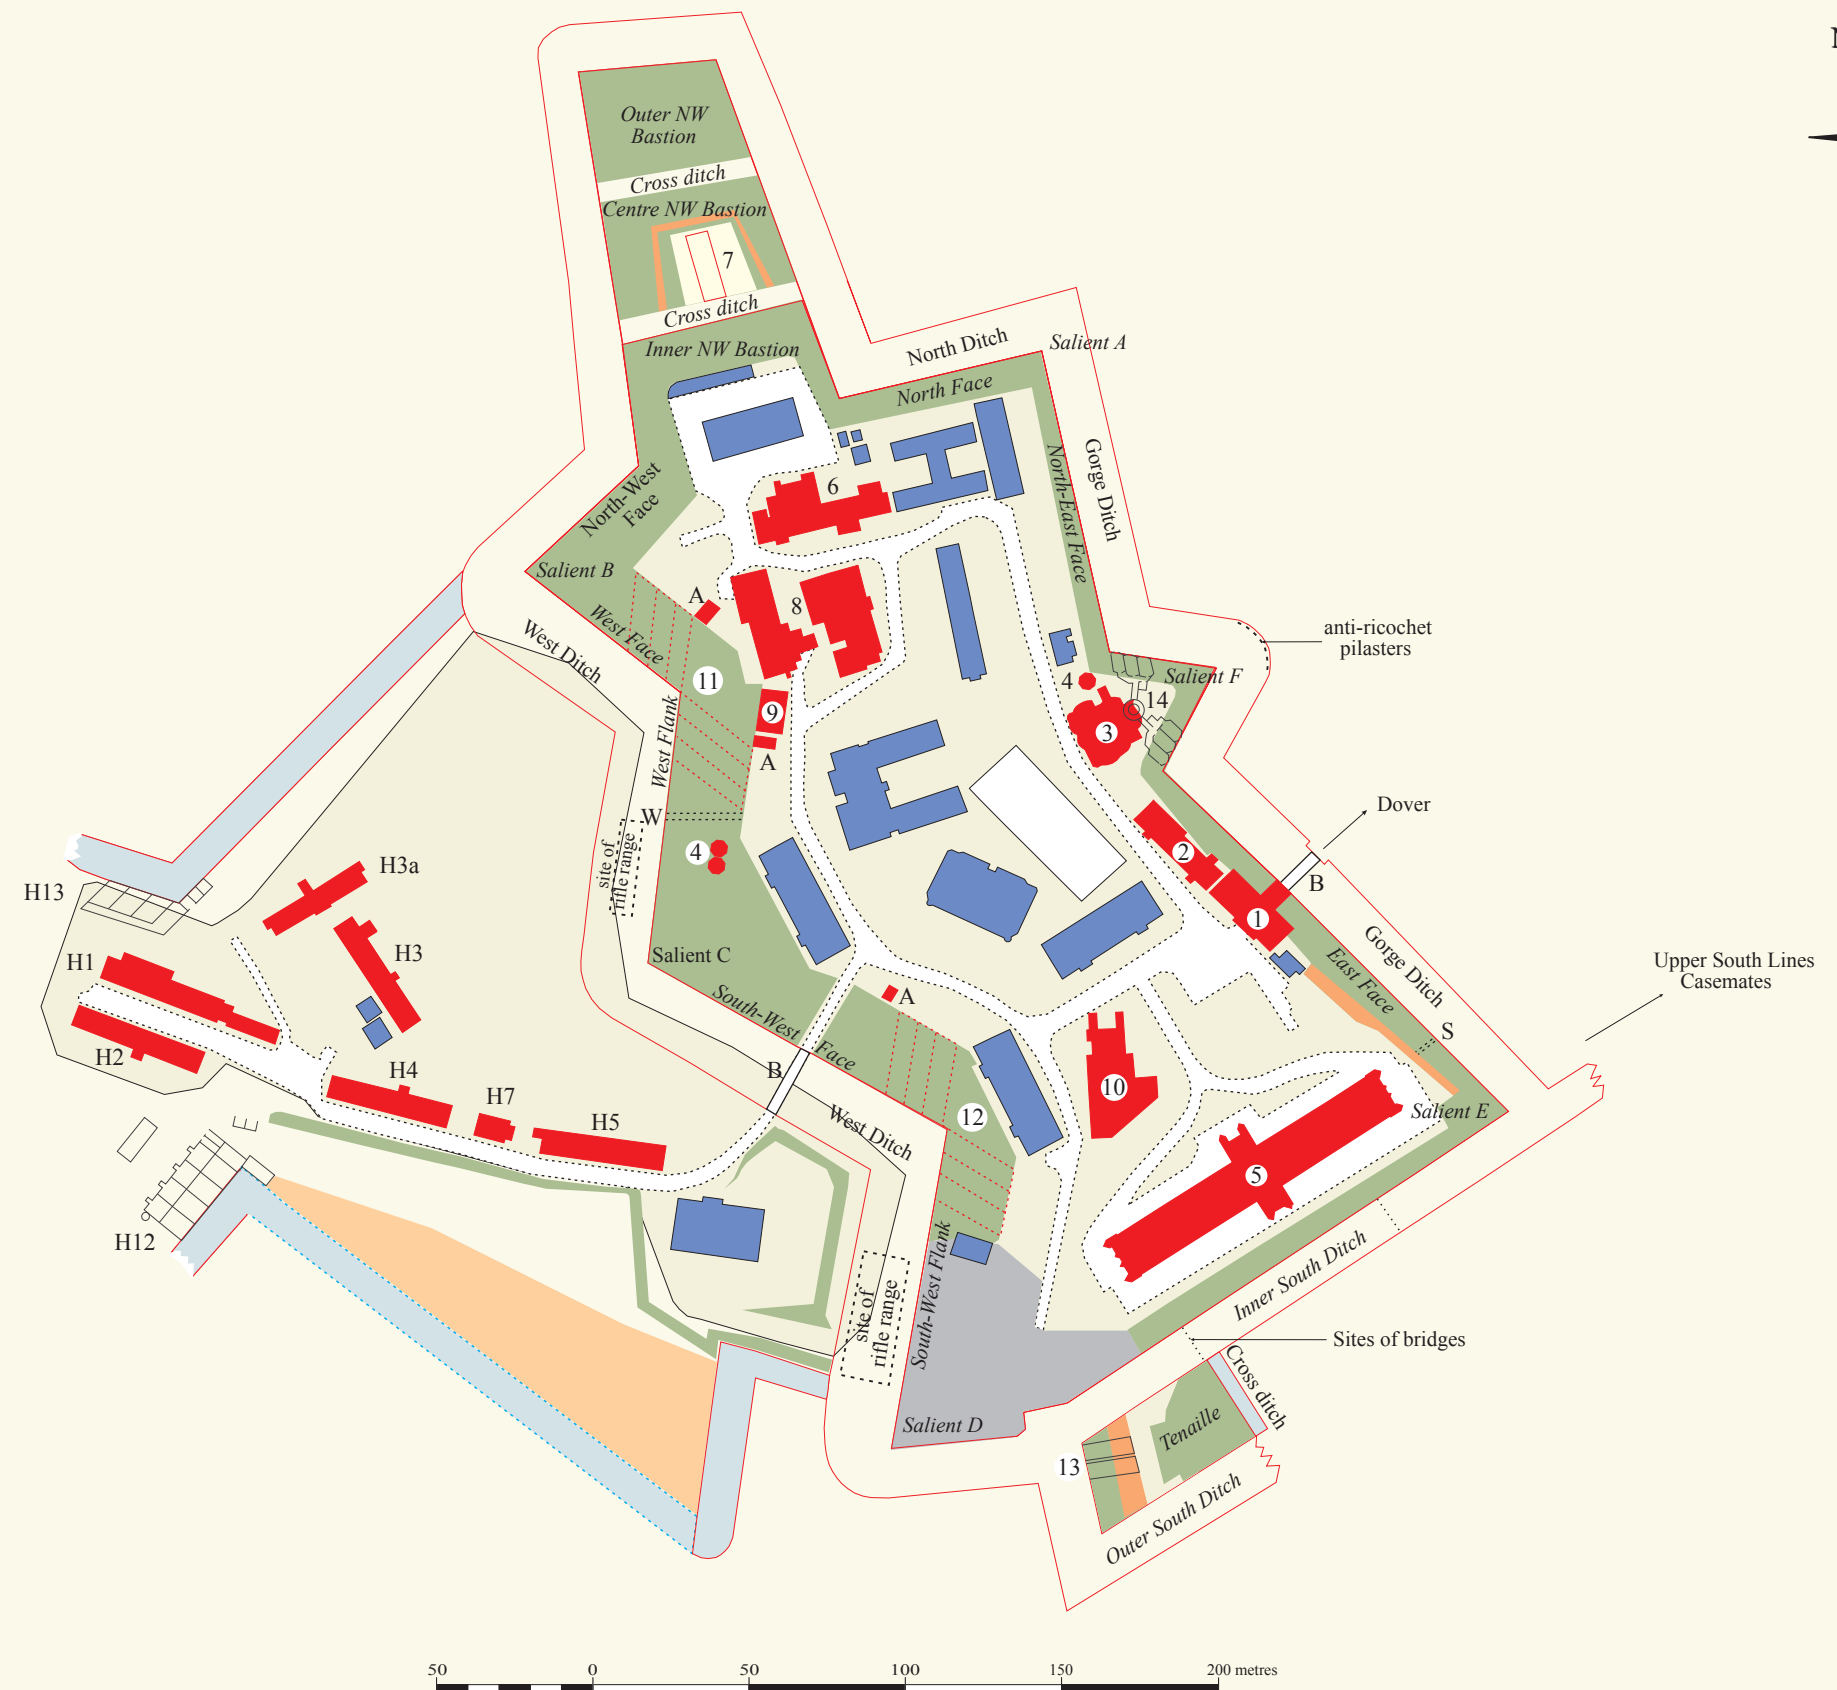 N
Outer NW
Bastion
Cross ditch
Centre NW Bastion
7
Cross ditch
Inner NW Bastion
North Ditch
Salient A
North Face
North-West
Face
6
North-East Face
Gorge Ditch
Salient B
A
8
West Face
West Ditch
anti-ricochet
pilasters
11
4
Salient F
14
9
3
West Flank
A
Dover
W
site of
rifle range
4
2
B
H3a
H13
1
H3
Salient C
H1
East Face
Gorge Ditch
Upper South Lines
Casemates
South-West
Face
A
S
H2
B
H4
10
H7
H5
12
West Ditch
Salient E
5
H12
South-West Flank
Inner South Ditch
site of
rifle range
Sites of bridges
Cross ditch
Salient D
Tenaille
13
Outer South Ditch
50 0 50 100 150 200 metres